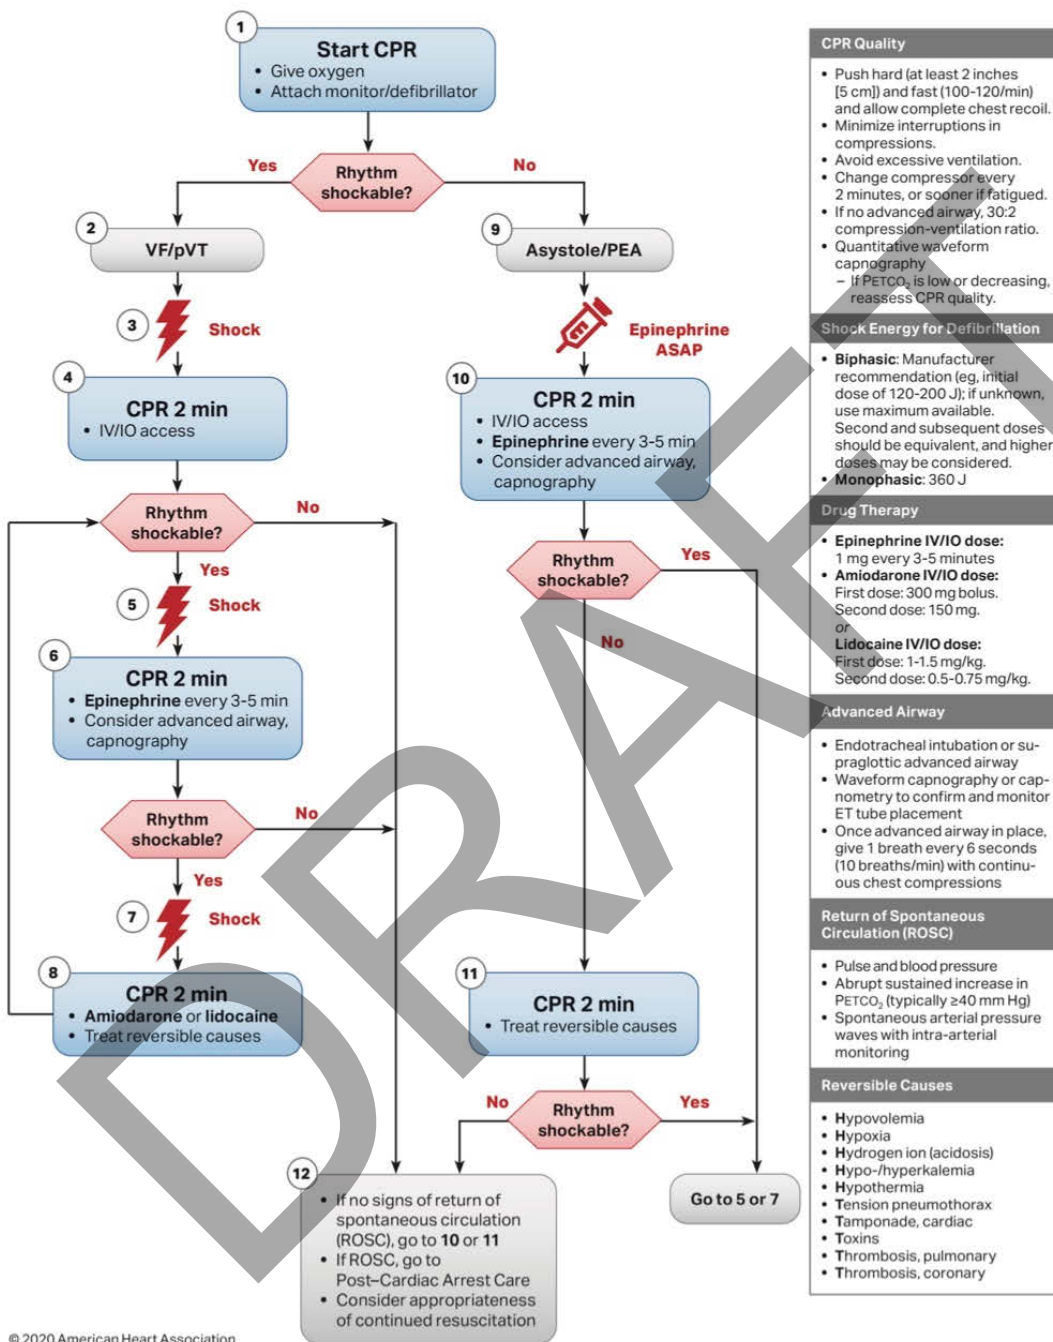 1
Start CPR
• Give oxygen
• Attach monitor/defibrillator
Rhythm
shockable?
Yes
No
2
VF/pVT
3
Shock
4
CPR 2 min
• IV/IO access
Rhythm
shockable?
No
Yes
5
Shock
6
CPR 2 min
• Epinephrine every 3-5 min
• Consider advanced airway,
capnography
Rhythm
shockable?
No
Yes
7
Shock
8
CPR 2 min
• Amiodarone or lidocaine
• Treat reversible causes
9
Asystole/PEA
Epinephrine
ASAP
10
CPR 2 min
• IV/IO access
• Epinephrine every 3-5 min
• Consider advanced airway,
capnography
Rhythm
shockable?
Yes
No
11
CPR 2 min
• Treat reversible causes
Rhythm
shockable?
No
Yes
12
• If no signs of return of
spontaneous circulation
(ROSC), go to 10 or 11
• If ROSC, go to
Post–Cardiac Arrest Care
• Consider appropriateness
of continued resuscitation
Go to 5 or 7
CPR Quality
• Push hard (at least 2 inches
[5 cm]) and fast (100-120/min)
and allow complete chest recoil.
• Minimize interruptions in
compressions.
• Avoid excessive ventilation.
• Change compressor every
2 minutes, or sooner if fatigued.
• If no advanced airway, 30:2
compression-ventilation ratio.
• Quantitative waveform
capnography
– If PETCO₂ is low or decreasing,
reassess CPR quality.
Shock Energy for Defibrillation
• Biphasic: Manufacturer
recommendation (eg, initial
dose of 120-200 J); if unknown,
use maximum available.
Second and subsequent doses
should be equivalent, and higher
doses may be considered.
• Monophasic: 360 J
Drug Therapy
• Epinephrine IV/IO dose:
1 mg every 3-5 minutes
• Amiodarone IV/IO dose:
First dose: 300 mg bolus.
Second dose: 150 mg.
or
Lidocaine IV/IO dose:
First dose: 1-1.5 mg/kg.
Second dose: 0.5-0.75 mg/kg.
Advanced Airway
• Endotracheal intubation or su-
praglottic advanced airway
• Waveform capnography or cap-
nometry to confirm and monitor
ET tube placement
• Once advanced airway in place,
give 1 breath every 6 seconds
(10 breaths/min) with continu-
ous chest compressions
Return of Spontaneous
Circulation (ROSC)
• Pulse and blood pressure
• Abrupt sustained increase in
PETCO₂ (typically ≥40 mm Hg)
• Spontaneous arterial pressure
waves with intra-arterial
monitoring
Reversible Causes
• Hypovolemia
• Hypoxia
• Hydrogen ion (acidosis)
• Hypo-/hyperkalemia
• Hypothermia
• Tension pneumothorax
• Tamponade, cardiac
• Toxins
• Thrombosis, pulmonary
• Thrombosis, coronary
© 2020 American Heart Association
DRAFT